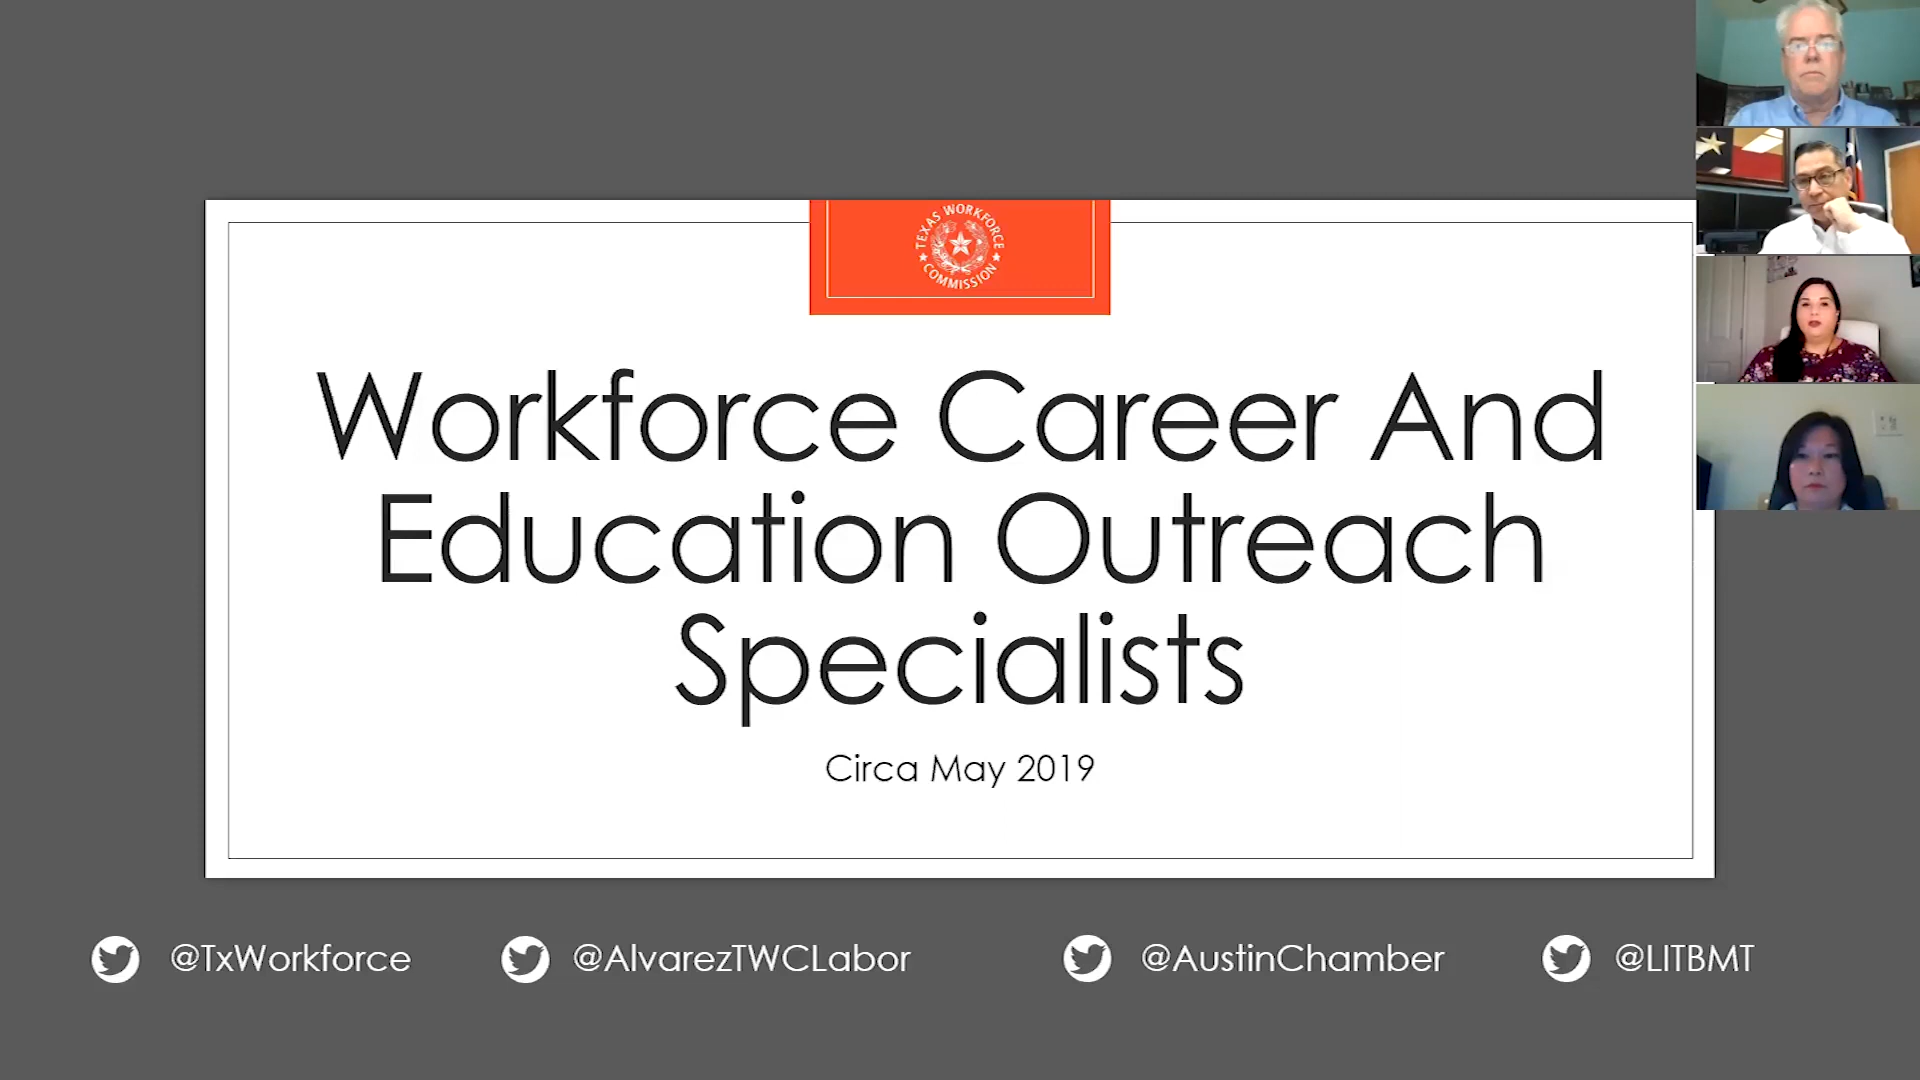 TEXAS WORKFORCE
COMMISSION
Workforce Career And
Education Outreach
Specialists
Circa May 2019
@TxWorkforce
@AlvarezTWCLabor
@AustinChamber
@LITBMT